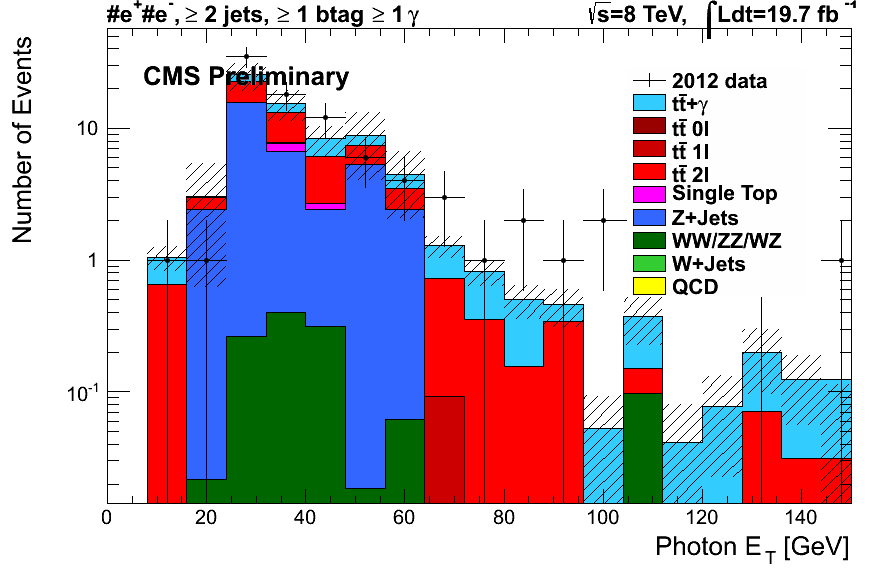 #e⁺#e⁻, ≥ 2 jets, ≥ 1 btag ≥ 1 γ
√s=8 TeV, ∫Ldt=19.7 fb⁻¹
CMS Preliminary
2012 data
tt̄+γ
tt̄ 0l
tt̄ 1l
tt̄ 2l
Single Top
Z+Jets
WW/ZZ/WZ
W+Jets
QCD
Number of Events
10
1
10⁻¹
0 20 40 60 80 100 120 140
Photon E_T [GeV]